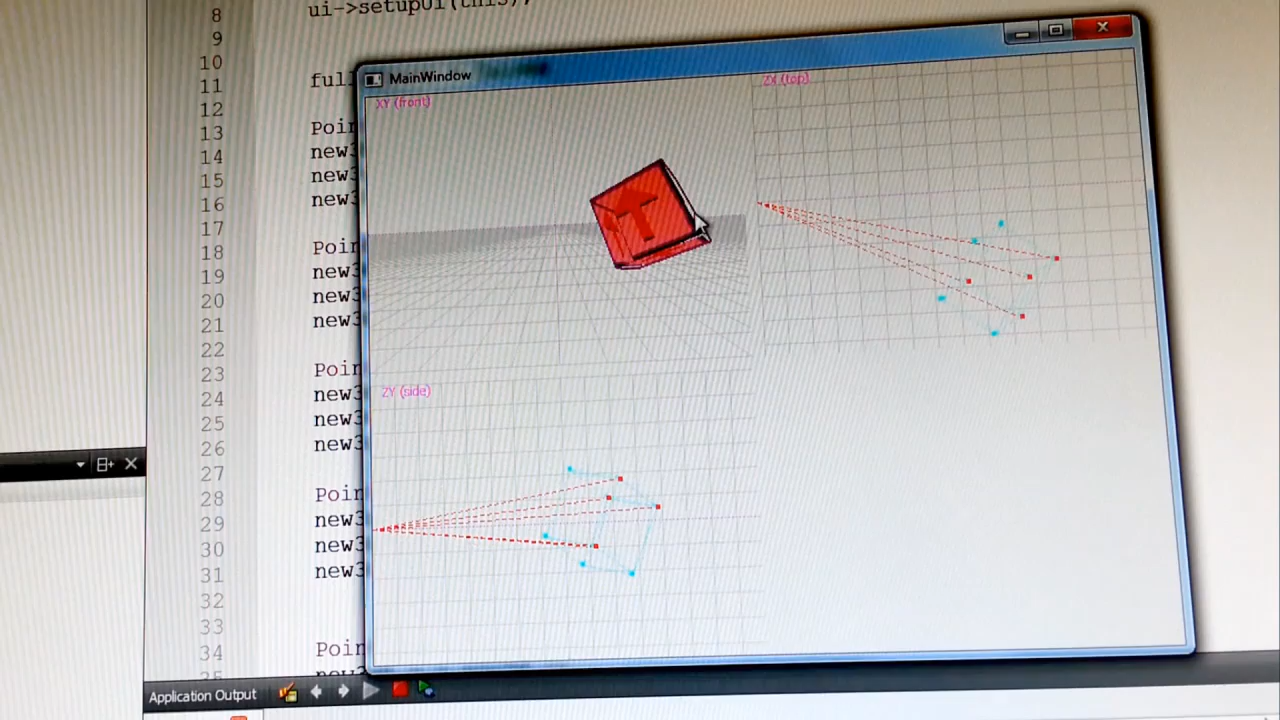 8
ui->setupUi(this);
9
10
11
12
13
14
15
16
17
18
19
20
21
22
23
24
25
26
27
28
29
30
31
32
33
34
full
Poin
new3
new3
new3
Poin
new3
new3
new3
Poin
new3
new3
new3
Poin
new3
new3
new3
Poin
MainWindow
XY (front)
ZX (top)
T
ZY (side)
Application Output